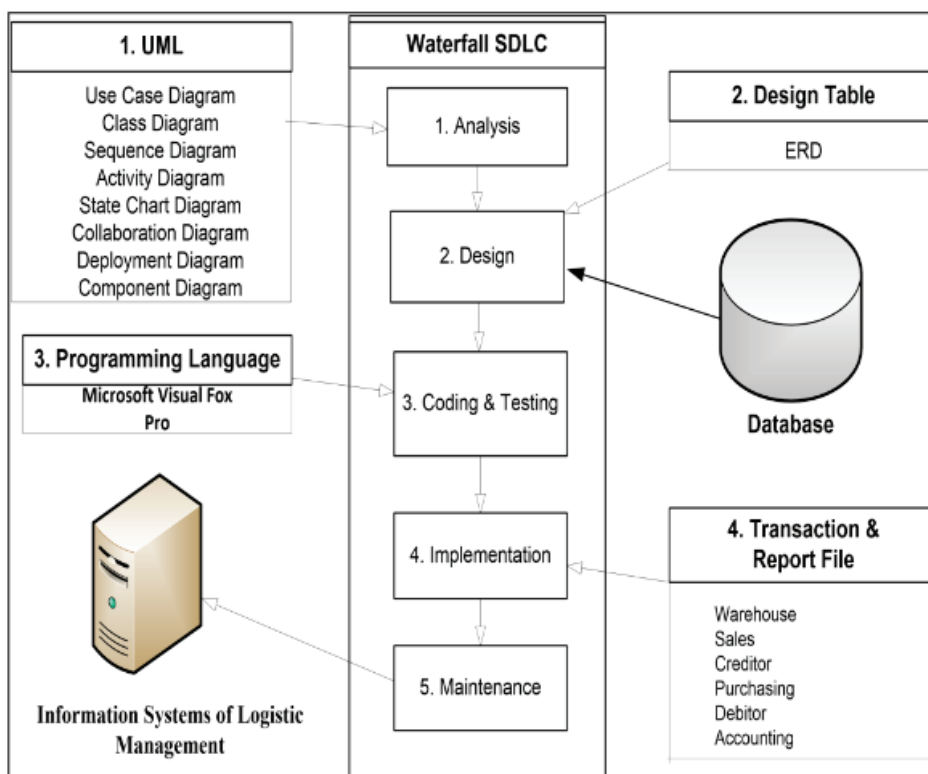 1. UML
Use Case Diagram
Class Diagram
Sequence Diagram
Activity Diagram
State Chart Diagram
Collaboration Diagram
Deployment Diagram
Component Diagram
3. Programming Language
Microsoft Visual Fox
Pro
Information Systems of Logistic
Management
Waterfall SDLC
1. Analysis
2. Design
3. Coding & Testing
4. Implementation
5. Maintenance
2. Design Table
ERD
Database
4. Transaction &
Report File
Warehouse
Sales
Creditor
Purchasing
Debitor
Accounting